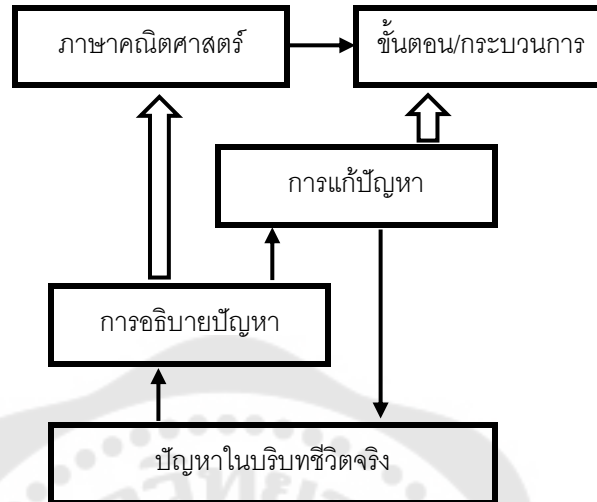 ภาษาคณิตศาสตร์
ขั้นตอน/กระบวนการ
การแก้ปัญหา
การอธิบายปัญหา
ปัญหาในบริบทชีวิตจริง